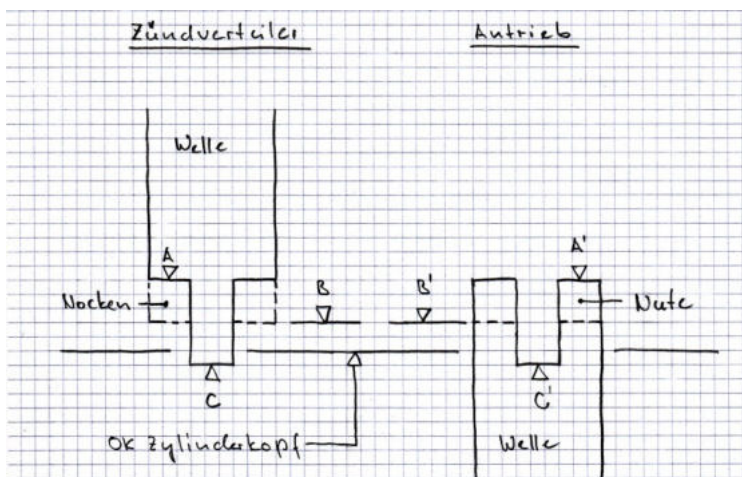 Zündverteiler
Antrieb
Welle
A
A'
Nocken
B
B'
Nute
C
C'
OK Zylinderkopf
Welle